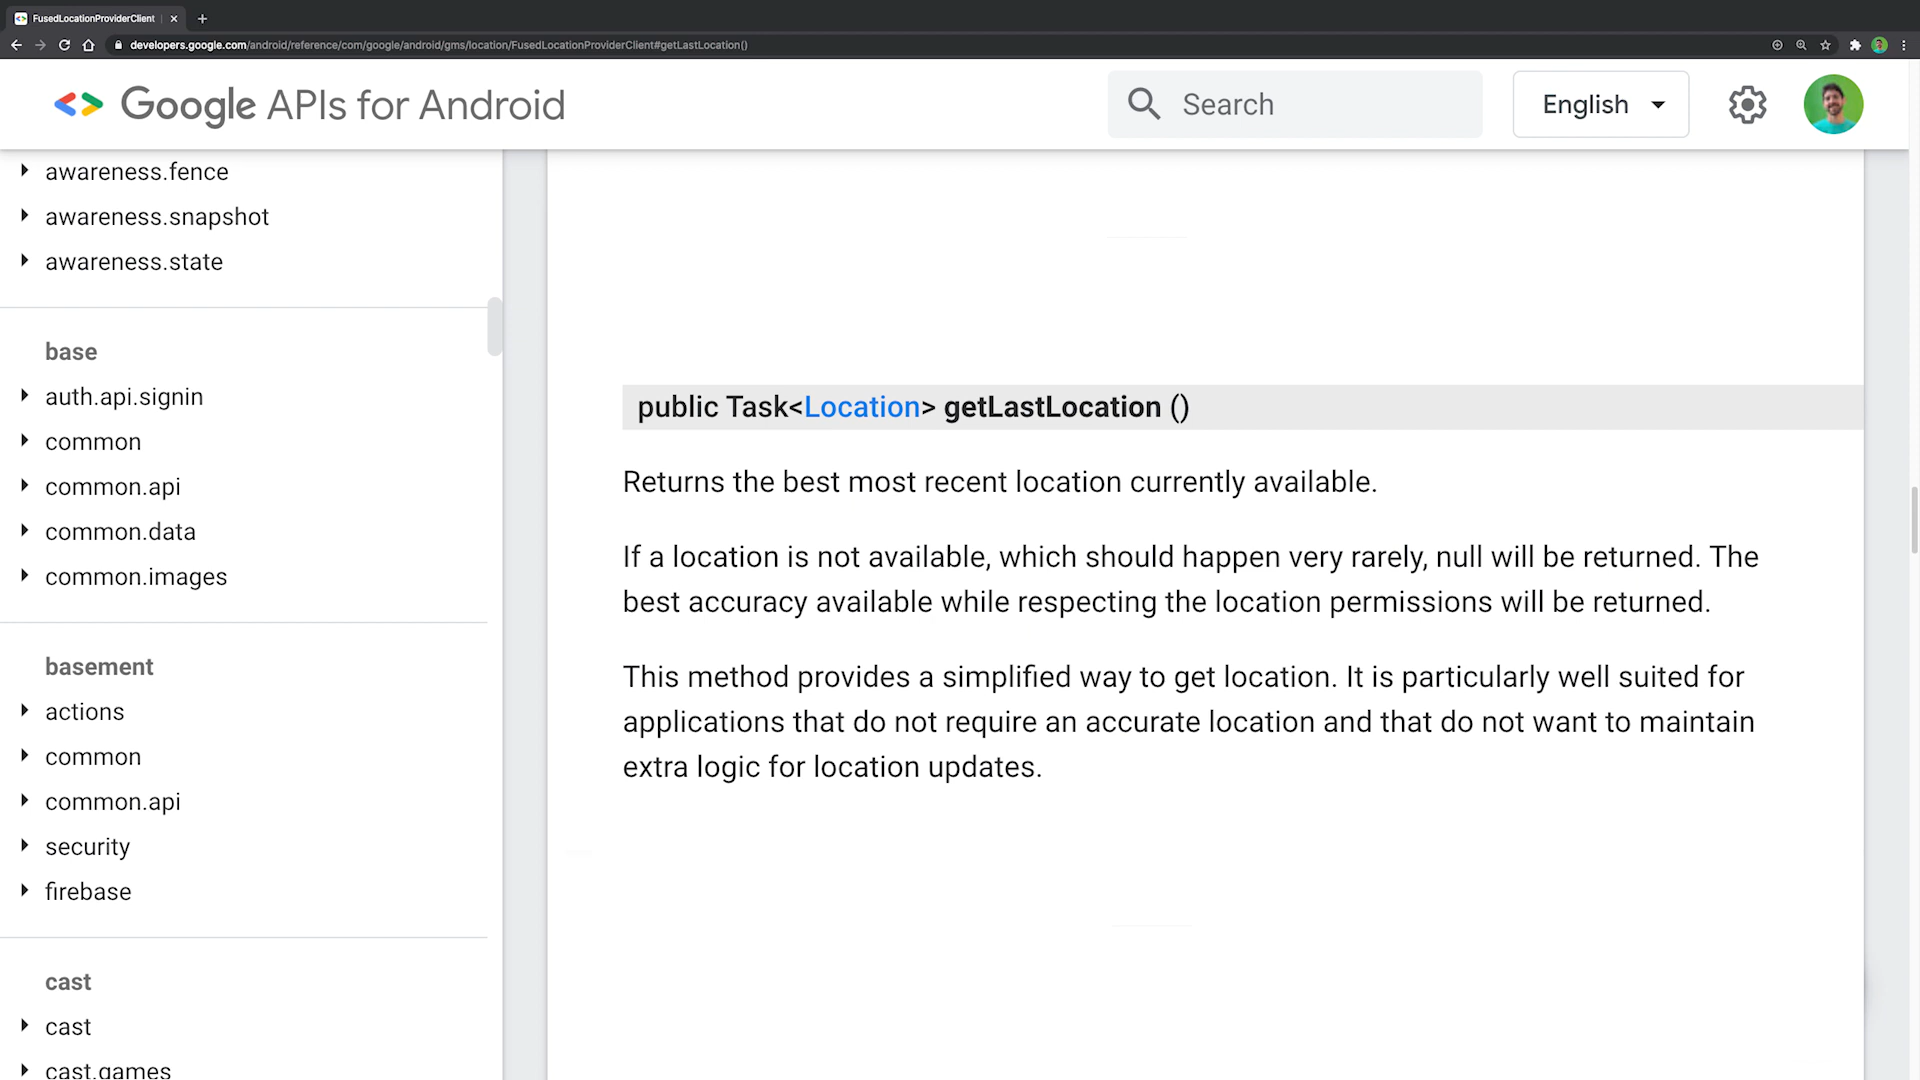 FusedLocationProviderClient
developers.google.com/android/reference/com/google/android/gms/location/FusedLocationProviderClient#getLastLocation()
Google APIs for Android
Search
English
awareness.fence
awareness.snapshot
awareness.state
base
auth.api.signin
common
common.api
common.data
common.images
basement
actions
common
common.api
security
firebase
cast
cast
cast.games
public Task<Location> getLastLocation ()
Returns the best most recent location currently available.
If a location is not available, which should happen very rarely, null will be returned. The
best accuracy available while respecting the location permissions will be returned.
This method provides a simplified way to get location. It is particularly well suited for
applications that do not require an accurate location and that do not want to maintain
extra logic for location updates.